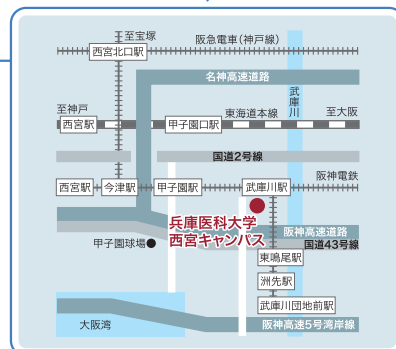 至宝塚
阪急電車（神戸線）
西宮北口駅
名神高速道路
武庫川
至神戸
東海道本線
至大阪
西宮駅
甲子園口駅
国道2号線
阪神電鉄
西宮駅
今津駅
甲子園駅
武庫川駅
兵庫医科大学
西宮キャンパス
阪神高速道路
国道43号線
甲子園球場
東鳴尾駅
洲先駅
武庫川団地前駅
大阪湾
阪神高速5号湾岸線